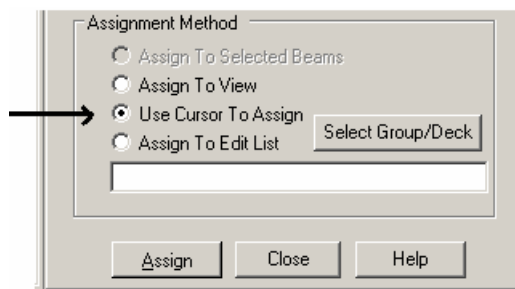 Assignment Method
Assign To Selected Beams
Assign To View
Use Cursor To Assign
Assign To Edit List
Select Group/Deck
Assign
Close
Help